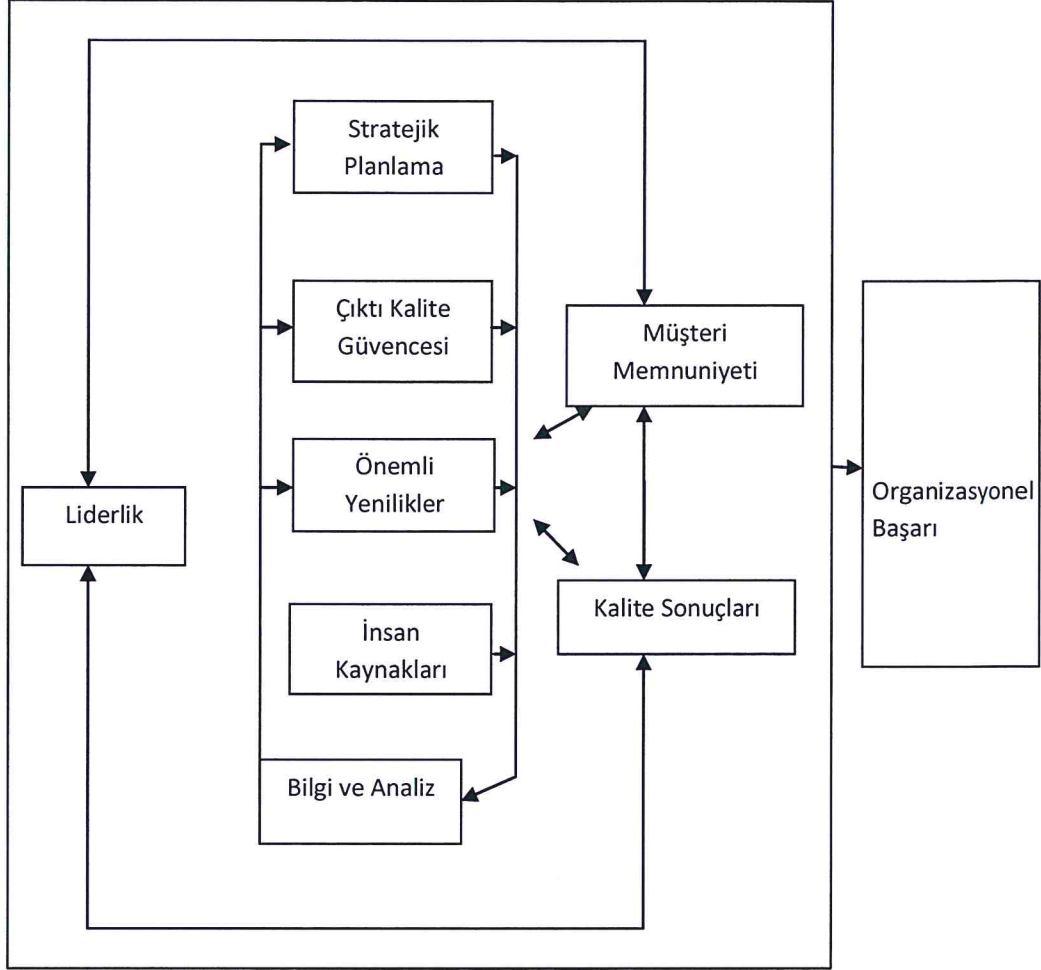 Stratejik
Planlama
Çıktı Kalite
Güvencesi
Müşteri
Memnuniyeti
Önemli
Yenilikler
Liderlik
Organizasyonel
Başarı
Kalite Sonuçları
İnsan
Kaynakları
Bilgi ve Analiz